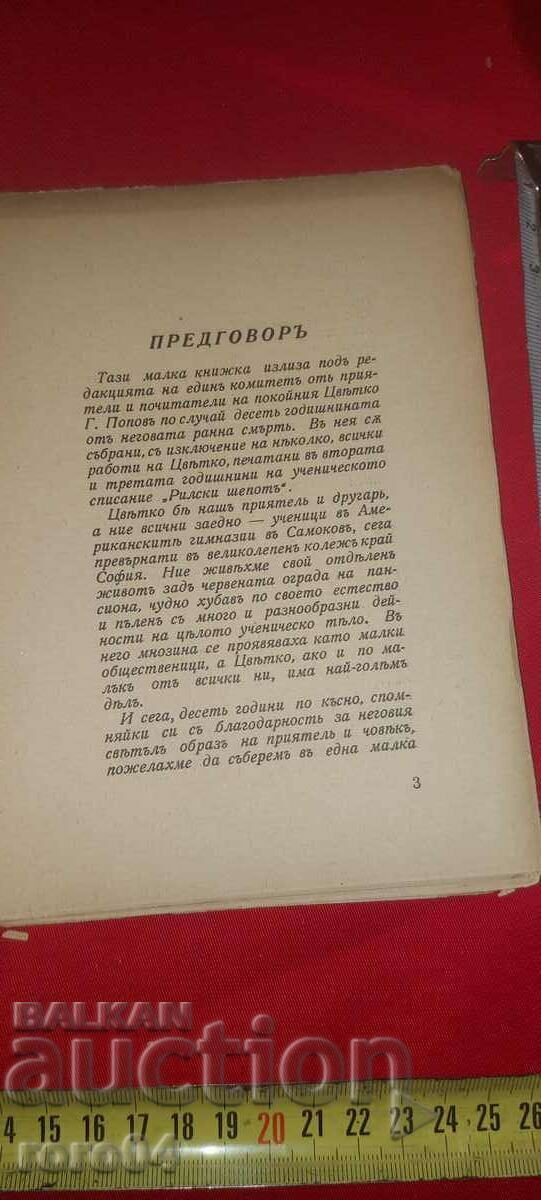 ПРЕДГОВОРЪ
Тази малка книжка излиза подъ ре-
дакцията на единъ комитетъ отъ прия-
тели и почитатели на покойния Цвѣтко
Г. Поповъ по случай десеть годишнината
отъ неговата ранна смърть. Въ нея сѫ
събрани, съ изключение на нѣколко, всички
работи на Цвѣтко, печатани въ втората
и третата годишнини на ученическото
списание „Рилски шепотъ".
Цвѣтко бѣ нашъ приятель и другарь,
а ние всички заедно — ученици въ Аме-
риканскитѣ гимназии въ Самоковъ, сега
превърнати въ великолепенъ колежъ край
София. Ние живѣхме свой отдѣленъ
животъ задъ червената ограда на пан-
сиона, чудно хубавъ по своето естество
и пъленъ съ много и разнообразни дей-
ности на цѣлото ученическо тѣло. Въ
него мнозина се проявяваха като малки
общественици, а Цвѣтко, ако и по ма-
лъкъ отъ всички ни, има най-голѣмъ
дѣлъ.
И сега, десеть години по късно, спом-
няйки си съ благодарность за неговия
свѣтълъ образъ на приятель и човѣкъ,
пожелахме да съберемъ въ една малка
3
BALKAN
auction
4 15 16 17 18 19 20 21 22 23 24 25 26
roro04